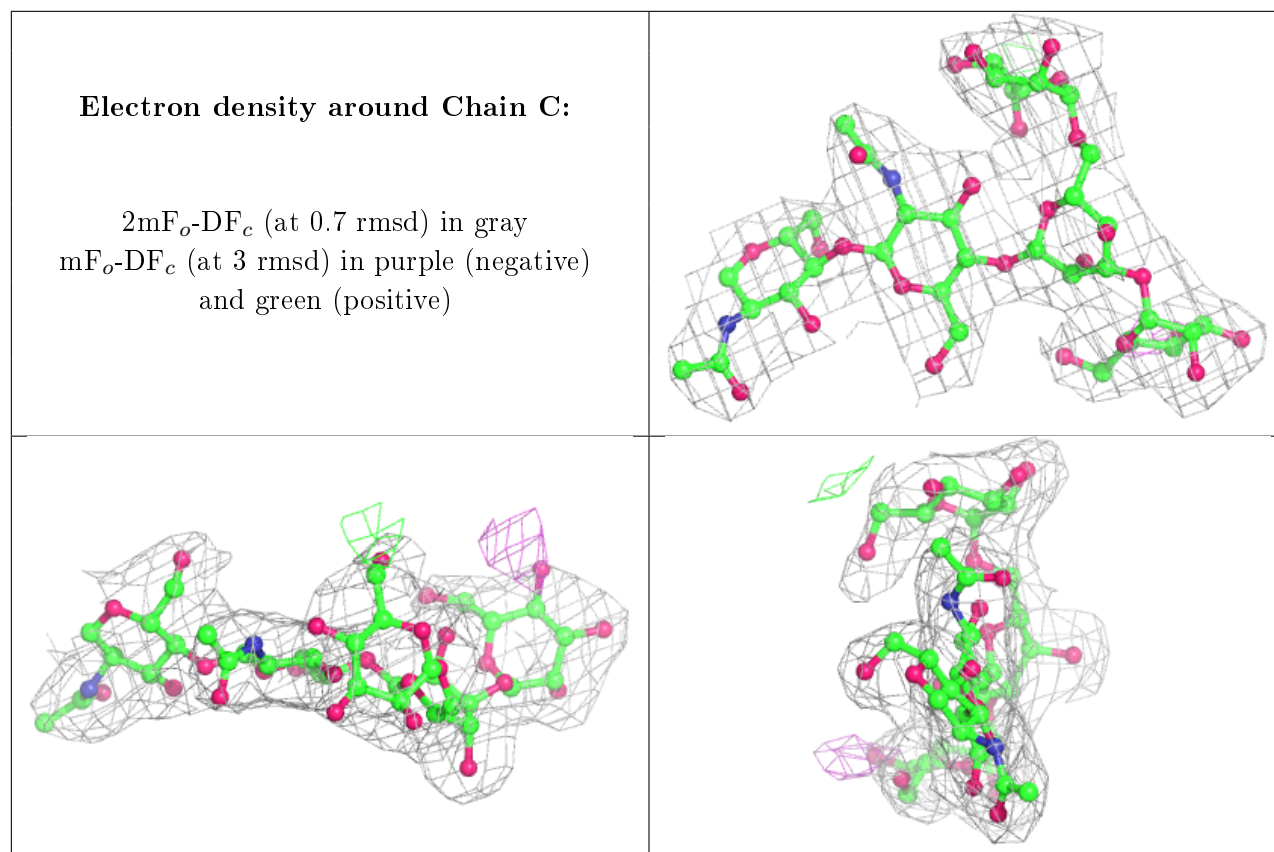 Electron density around Chain C:
2mFₒ-DF𝒸 (at 0.7 rmsd) in gray
mFₒ-DF𝒸 (at 3 rmsd) in purple (negative)
and green (positive)